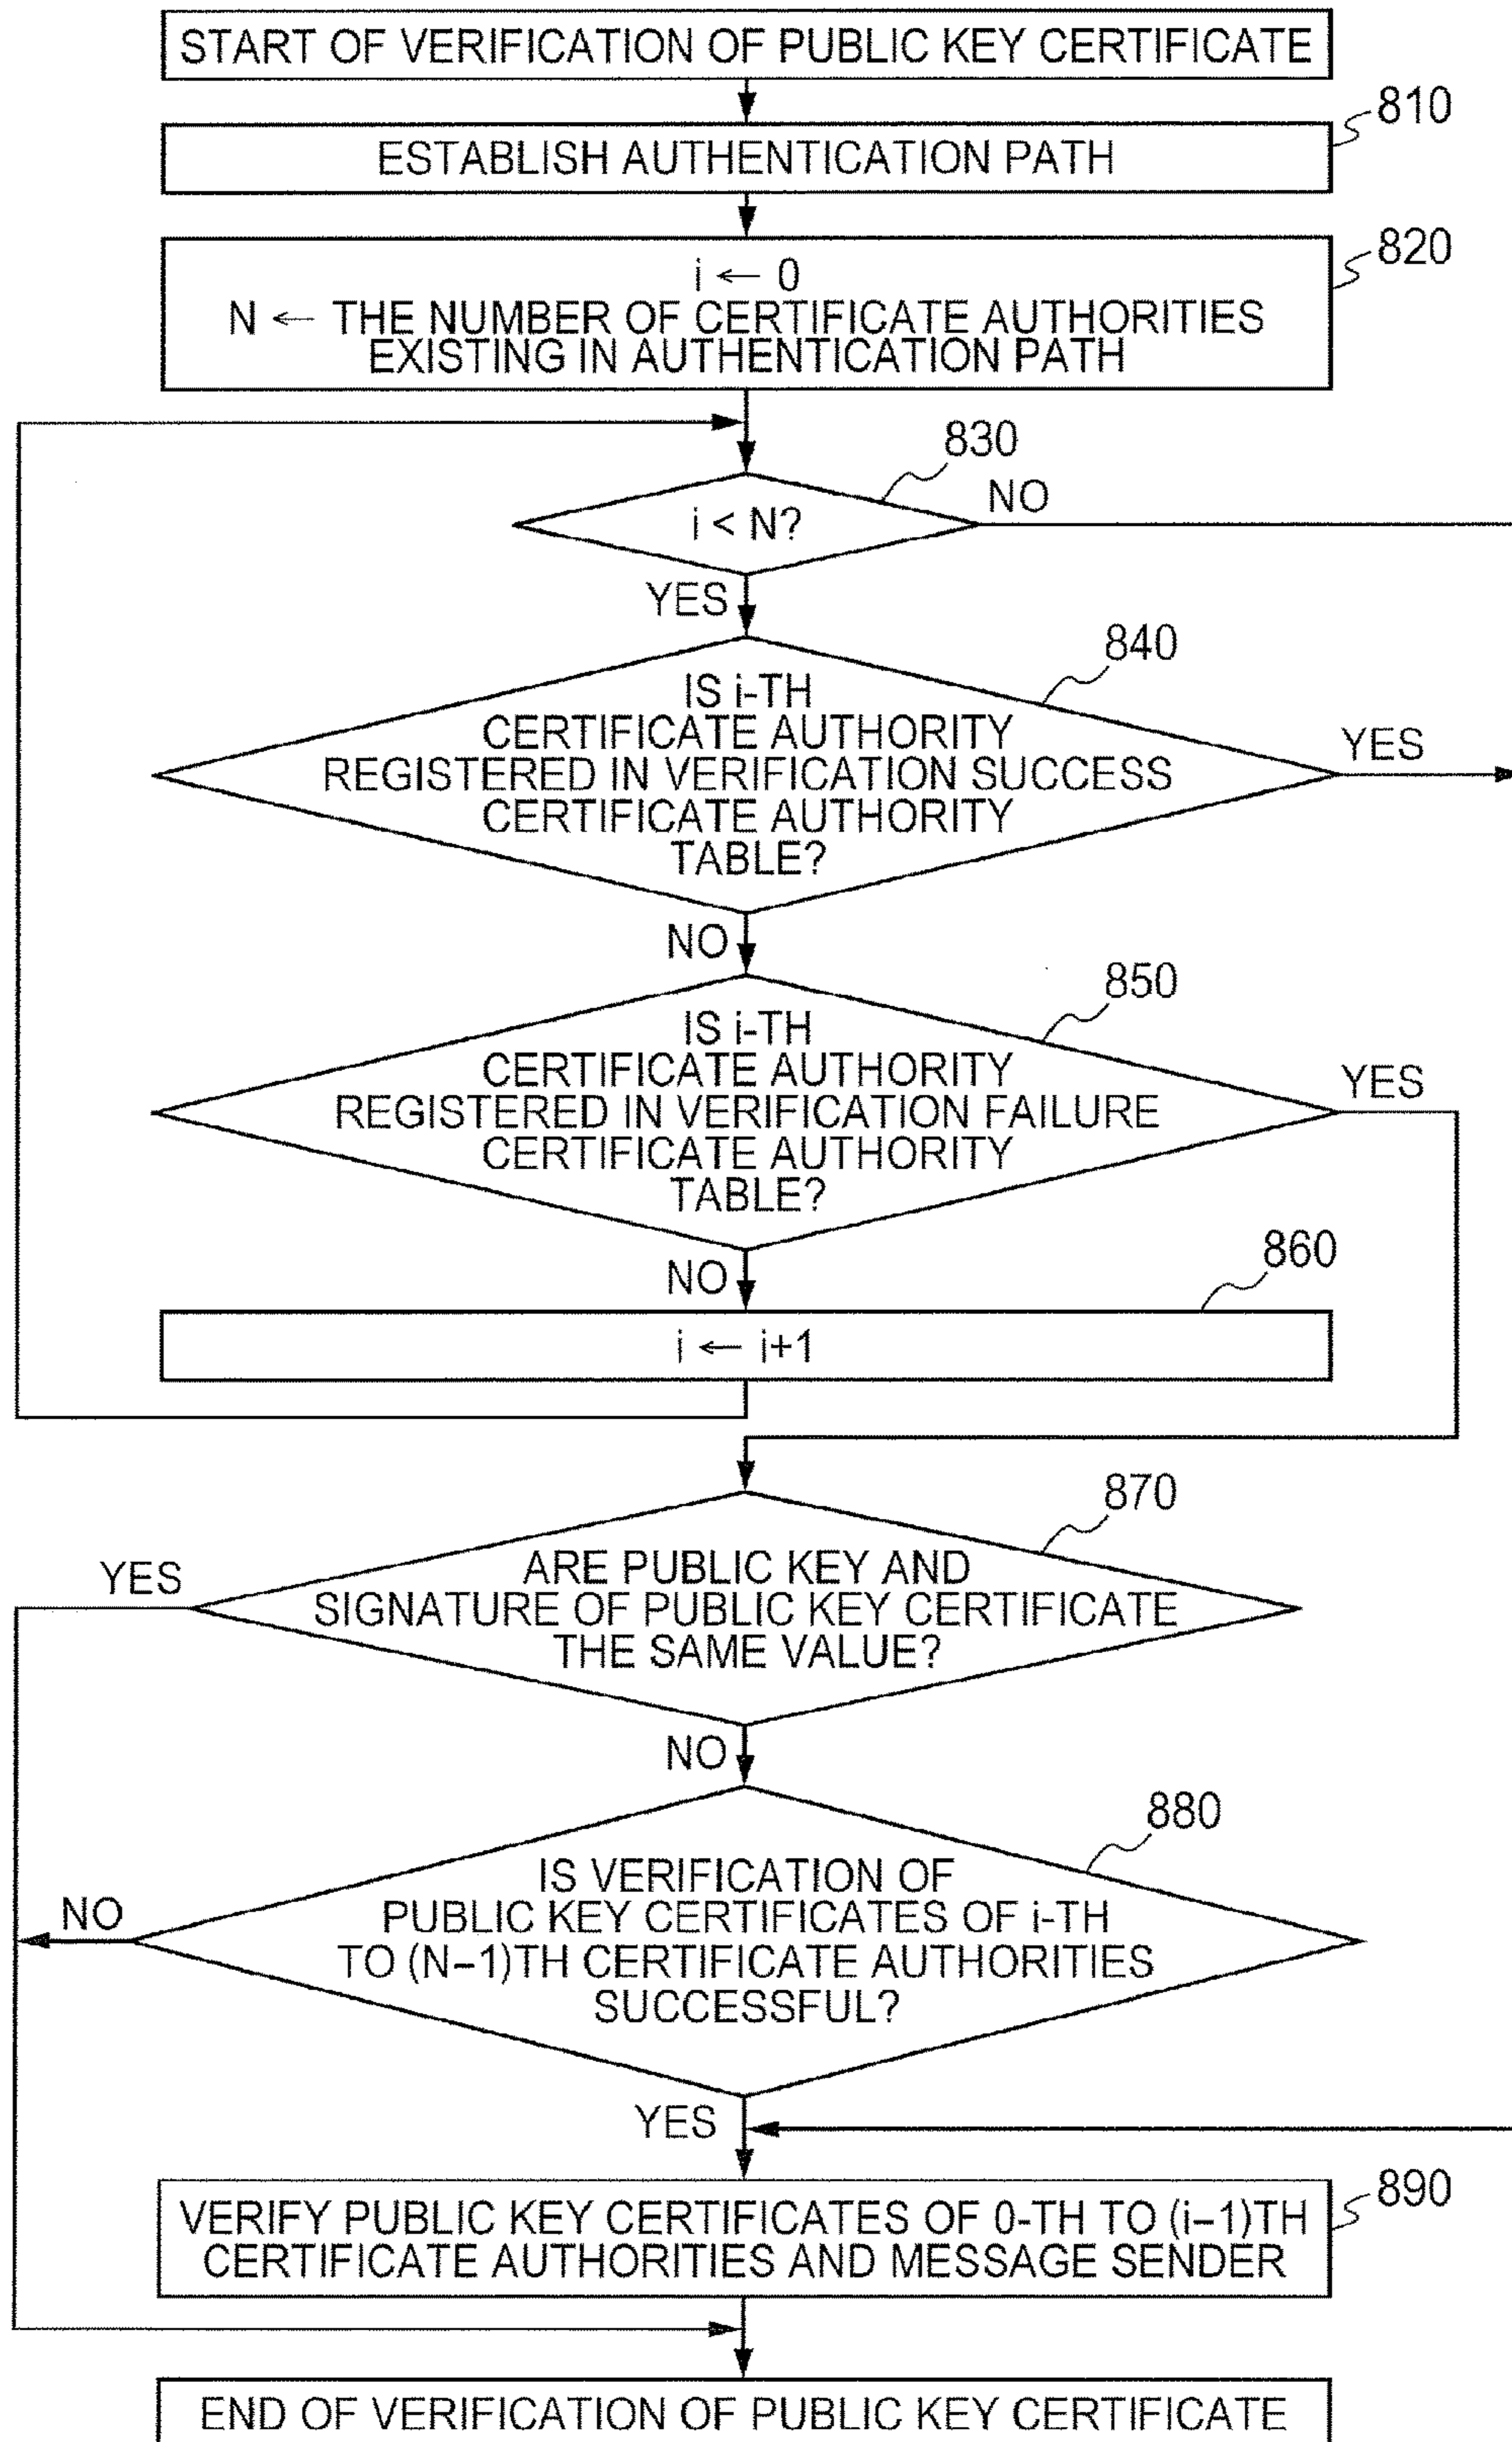 START OF VERIFICATION OF PUBLIC KEY CERTIFICATE
810
ESTABLISH AUTHENTICATION PATH
820
i ← 0
N ← THE NUMBER OF CERTIFICATE AUTHORITIES
EXISTING IN AUTHENTICATION PATH
830
i < N?
NO
YES
840
IS i-TH
CERTIFICATE AUTHORITY
REGISTERED IN VERIFICATION SUCCESS
CERTIFICATE AUTHORITY
TABLE?
YES
NO
850
IS i-TH
CERTIFICATE AUTHORITY
REGISTERED IN VERIFICATION FAILURE
CERTIFICATE AUTHORITY
TABLE?
YES
NO
860
i ← i+1
870
ARE PUBLIC KEY AND
SIGNATURE OF PUBLIC KEY CERTIFICATE
THE SAME VALUE?
YES
NO
880
IS VERIFICATION OF
PUBLIC KEY CERTIFICATES OF i-TH
TO (N–1)TH CERTIFICATE AUTHORITIES
SUCCESSFUL?
NO
YES
890
VERIFY PUBLIC KEY CERTIFICATES OF 0-TH TO (i–1)TH
CERTIFICATE AUTHORITIES AND MESSAGE SENDER
END OF VERIFICATION OF PUBLIC KEY CERTIFICATE